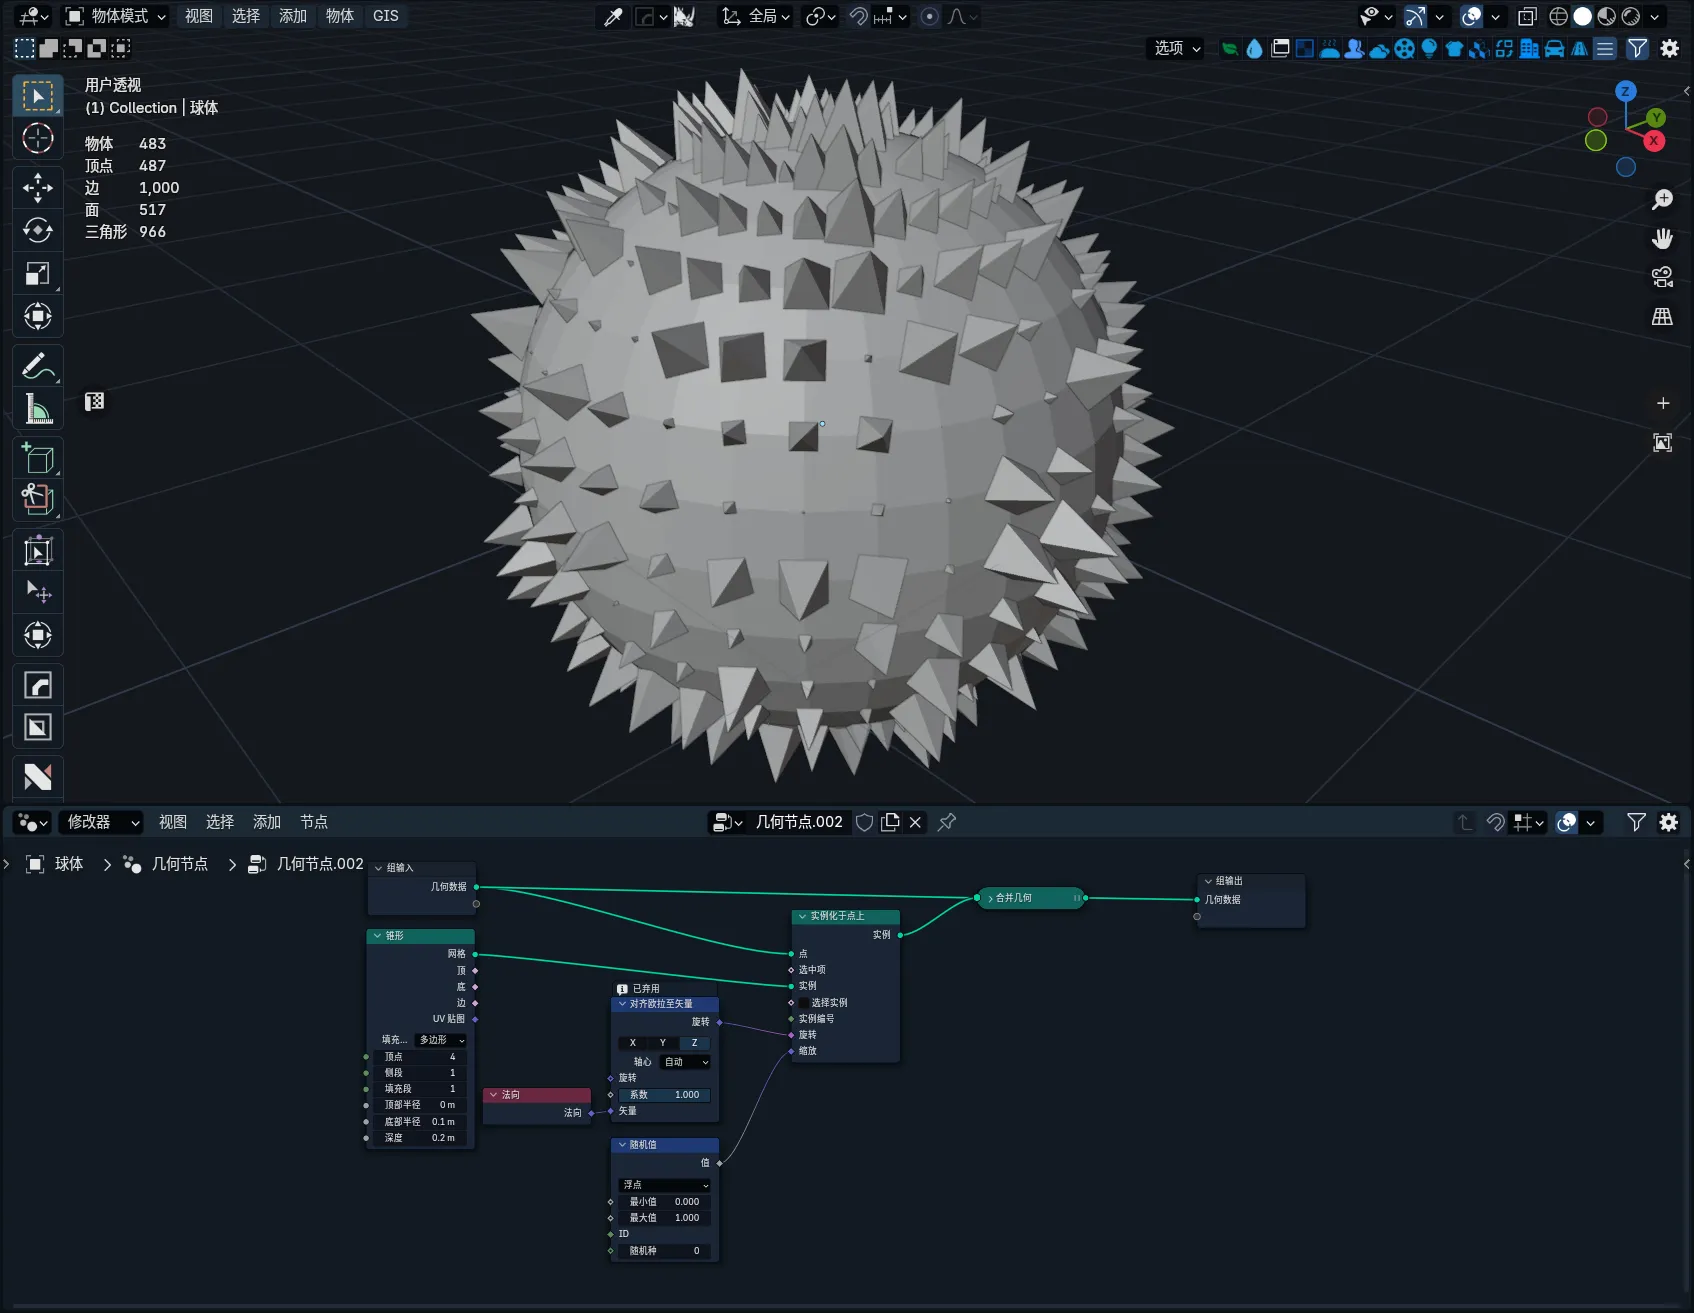 物体模式 视图 选择 添加 物体 GIS 全局
选项
用户透视
(1) Collection | 球体
物体 483
顶点 487
边 1,000
面 517
三角形 966
Z
Y
X
修改器 视图 选择 添加 节点 几何节点.002
球体 几何节点 几何节点.002
组输入
几何数据
锥形
网格
顶
底
边
UV 贴图
填充... 多边形
顶点 4
侧段 1
填充段 1
顶部半径 0 m
底部半径 0.1 m
深度 0.2 m
法向
法向
已弃用
对齐欧拉至矢量
旋转
X Y Z
轴心 自动
旋转
系数 1.000
矢量
随机值
值
浮点
最小值 0.000
最大值 1.000
ID
随机种 0
实例化于点上
实例
点
选中项
实例
选择实例
实例编号
旋转
缩放
合并几何
组输出
几何数据